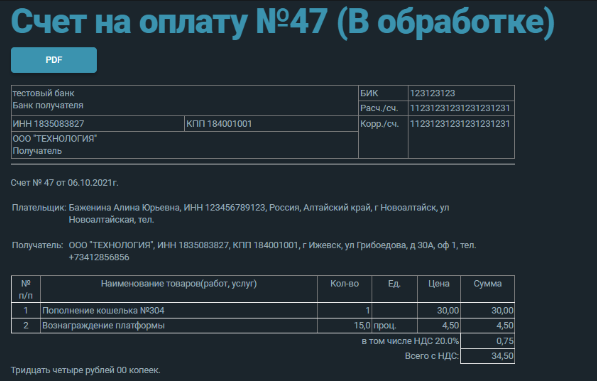 Счет на оплату №47 (В обработке)
PDF
тестовый банк
Банк получателя
БИК 123123123
Расч./сч. 11231231231231231231
ИНН 1835083827 КПП 184001001 Корр./сч. 11231231231231231231
ООО "ТЕХНОЛОГИЯ"
Получатель
Счет № 47 от 06.10.2021г.
Плательщик: Баженина Алина Юрьевна, ИНН 123456789123, Россия, Алтайский край, г Новоалтайск, ул
Новоалтайская, тел.
Получатель: ООО "ТЕХНОЛОГИЯ", ИНН 1835083827, КПП 184001001, г Ижевск, ул Грибоедова, д 30А, оф 1, тел.
+73412856856
№ п/п Наименование товаров(работ, услуг) Кол-во Ед. Цена Сумма
1 Пополнение кошелька №304 1 30,00 30,00
2 Вознаграждение платформы 15,0 проц. 4,50 4,50
в том числе НДС 20.0% 0,75
Всего с НДС: 34,50
Тридцать четыре рублей 00 копеек.